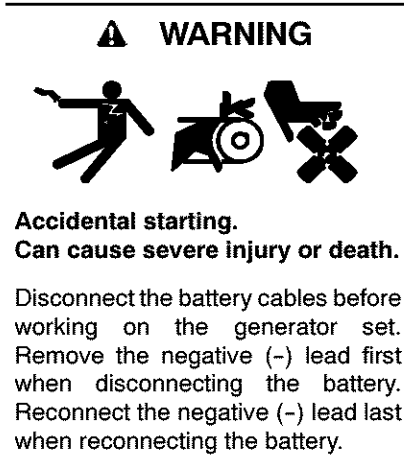 WARNING
Accidental starting.
Can cause severe injury or death.
Disconnect the battery cables before
working on the generator set.
Remove the negative (–) lead first
when disconnecting the battery.
Reconnect the negative (–) lead last
when reconnecting the battery.